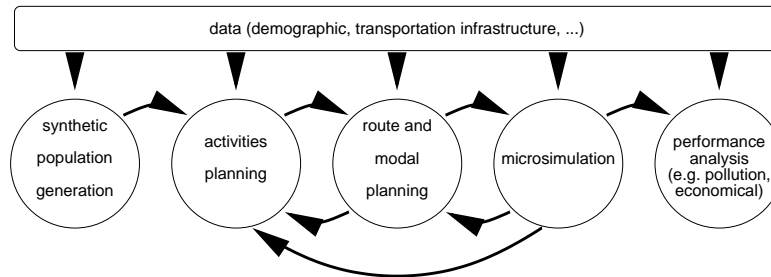 data (demographic, transportation infrastructure, ...)
synthetic
population
generation
activities
planning
route and
modal
planning
microsimulation
performance
analysis
(e.g. pollution,
economical)